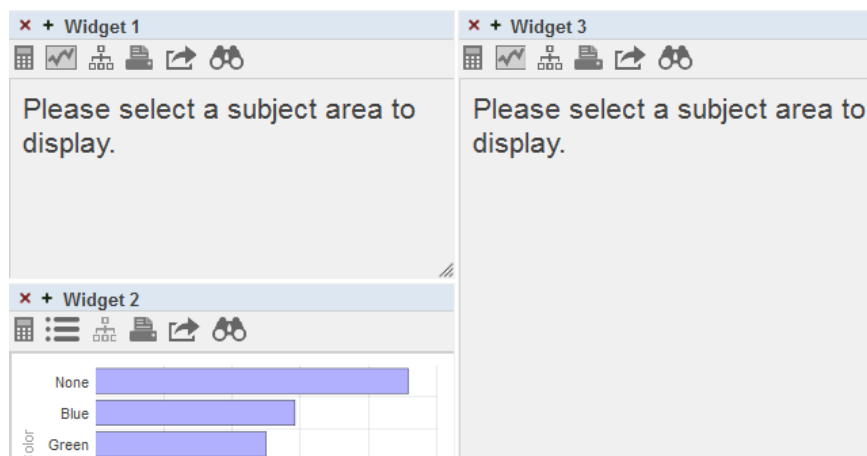 × + Widget 1
Please select a subject area to
display.
× + Widget 2
None
Blue
Green
× + Widget 3
Please select a subject area to
display.